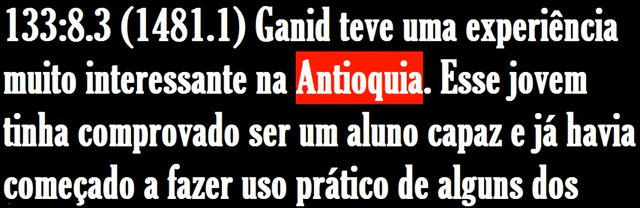 133:8.3 (1481.1) Ganid teve uma experiência
muito interessante na Antioquia. Esse jovem
tinha comprovado ser um aluno capaz e já havia
começado a fazer uso prático de alguns dos